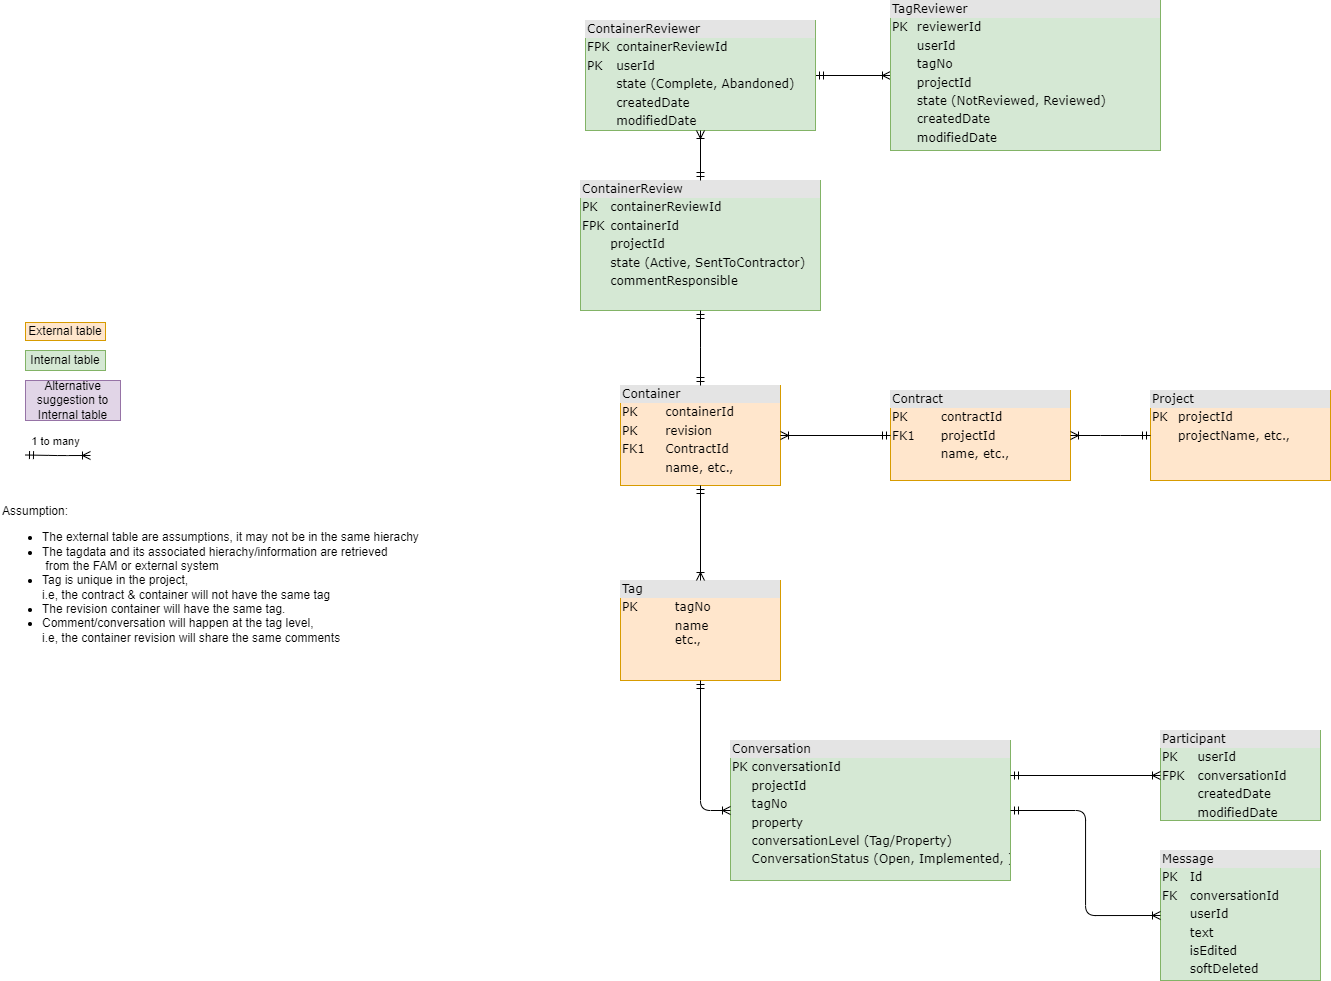 ContainerReviewer
FPK containerReviewId
PK userId
state (Complete, Abandoned)
createdDate
modifiedDate
TagReviewer
PK reviewerId
userId
tagNo
projectId
state (NotReviewed, Reviewed)
createdDate
modifiedDate
ContainerReview
PK containerReviewId
FPK containerId
projectId
state (Active, SentToContractor)
commentResponsible
External table
Internal table
Alternative
suggestion to
Internal table
1 to many
Container
PK containerId
PK revision
FK1 ContractId
name, etc.,
Contract
PK contractId
FK1 projectId
name, etc.,
Project
PK projectId
projectName, etc.,
Assumption:
• The external table are assumptions, it may not be in the same hierachy
• The tagdata and its associated hierachy/information are retrieved
from the FAM or external system
• Tag is unique in the project,
i.e, the contract & container will not have the same tag
• The revision container will have the same tag.
• Comment/conversation will happen at the tag level,
i.e, the container revision will share the same comments
Tag
PK tagNo
name
etc.,
Conversation
PK conversationId
projectId
tagNo
property
conversationLevel (Tag/Property)
ConversationStatus (Open, Implemented,
Participant
PK userId
FPK conversationId
createdDate
modifiedDate
Message
PK Id
FK conversationId
userId
text
isEdited
softDeleted